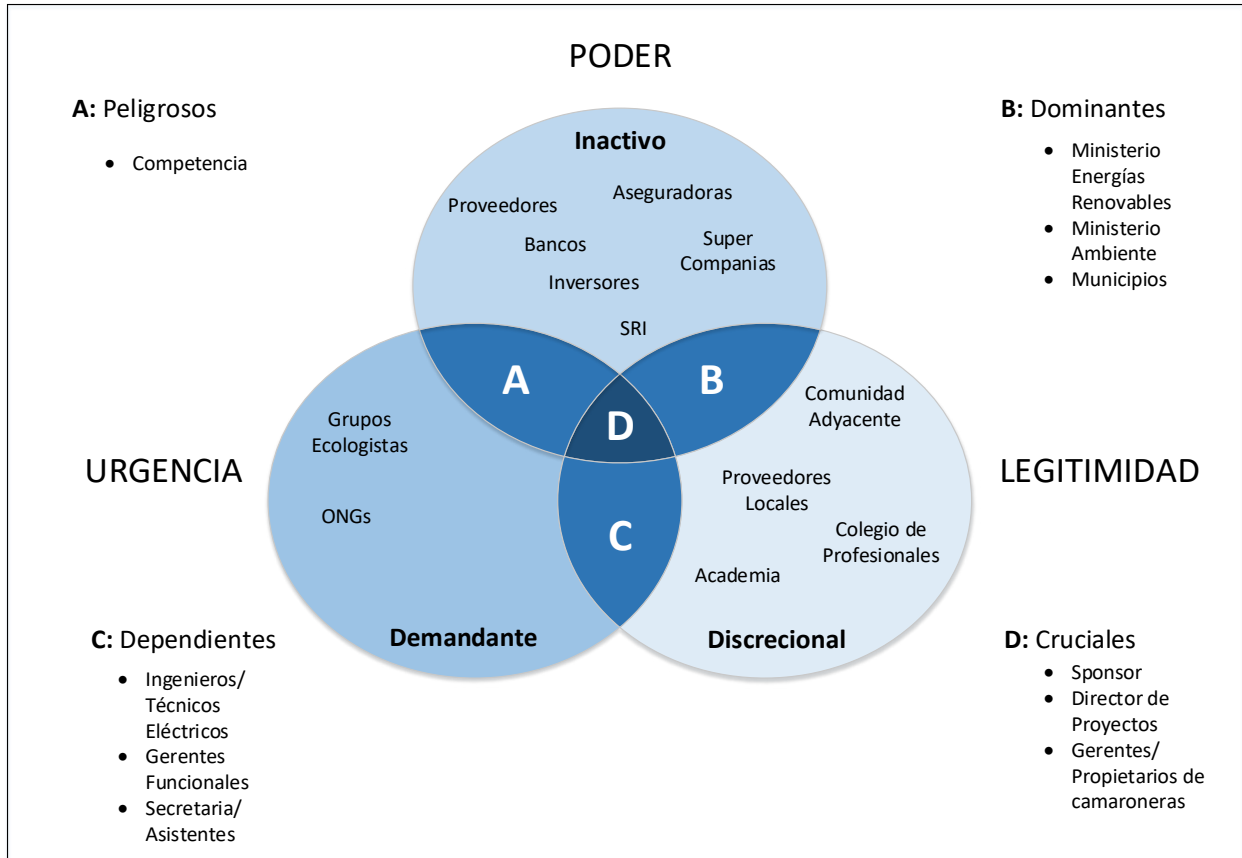 PODER
A: Peligrosos
• Competencia
B: Dominantes
• Ministerio
Energías
Renovables
• Ministerio
Ambiente
• Municipios
Inactivo
Aseguradoras
Proveedores
Bancos
Super
Companias
Inversores
SRI
A
B
D
C
URGENCIA
Grupos
Ecologistas
ONGs
Demandante
LEGITIMIDAD
Comunidad
Adyacente
Proveedores
Locales
Colegio de
Profesionales
Academia
Discrecional
C: Dependientes
• Ingenieros/
Técnicos
Eléctricos
• Gerentes
Funcionales
• Secretaria/
Asistentes
D: Cruciales
• Sponsor
• Director de
Proyectos
• Gerentes/
Propietarios de
camaroneras